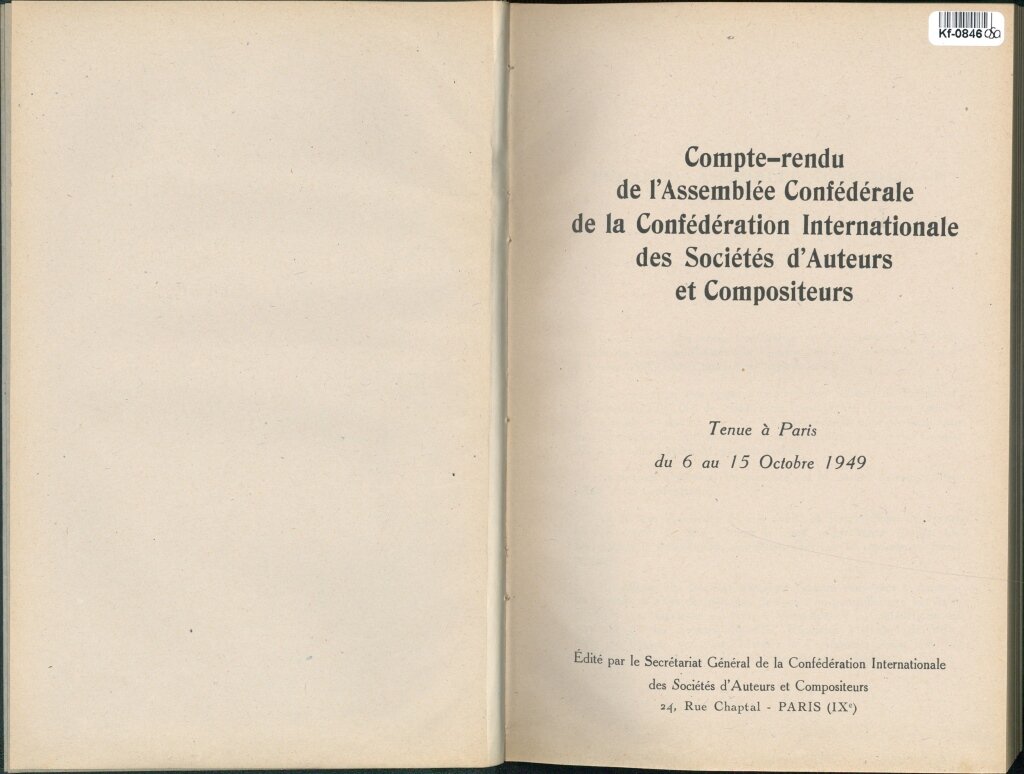 Kf-0846
Compte-rendu
de l'Assemblée Confédérale
de la Confédération Internationale
des Sociétés d'Auteurs
et Compositeurs
Tenue à Paris
du 6 au 15 Octobre 1949
Édité par le Secrétariat Général de la Confédération Internationale
des Sociétés d'Auteurs et Compositeurs
24, Rue Chaptal - PARIS (IXe)